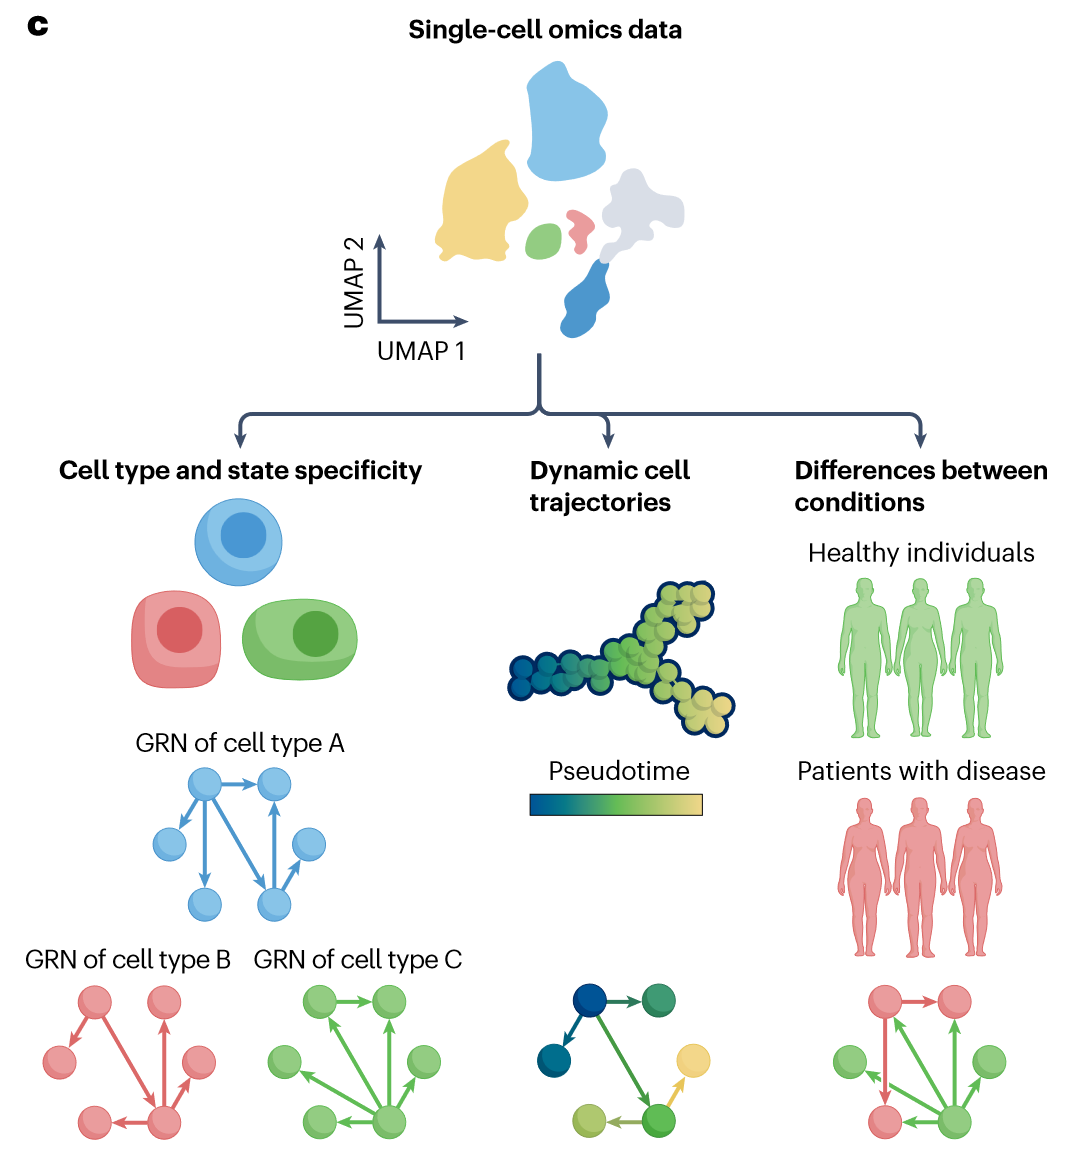 c
Single-cell omics data
UMAP 2
UMAP 1
Cell type and state specificity
GRN of cell type A
GRN of cell type B
GRN of cell type C
Dynamic cell
trajectories
Pseudotime
Differences between
conditions
Healthy individuals
Patients with disease